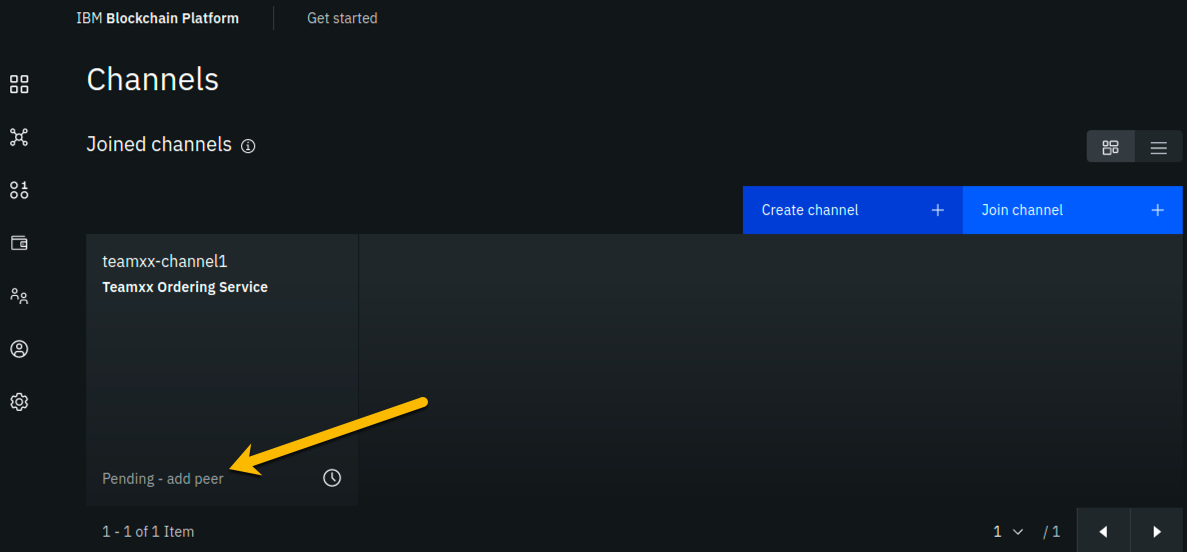 IBM Blockchain Platform
Get started
Channels
Joined channels
Create channel +
Join channel +
teamxx-channel1
Teamxx Ordering Service
Pending - add peer
1 - 1 of 1 Item
1 / 1